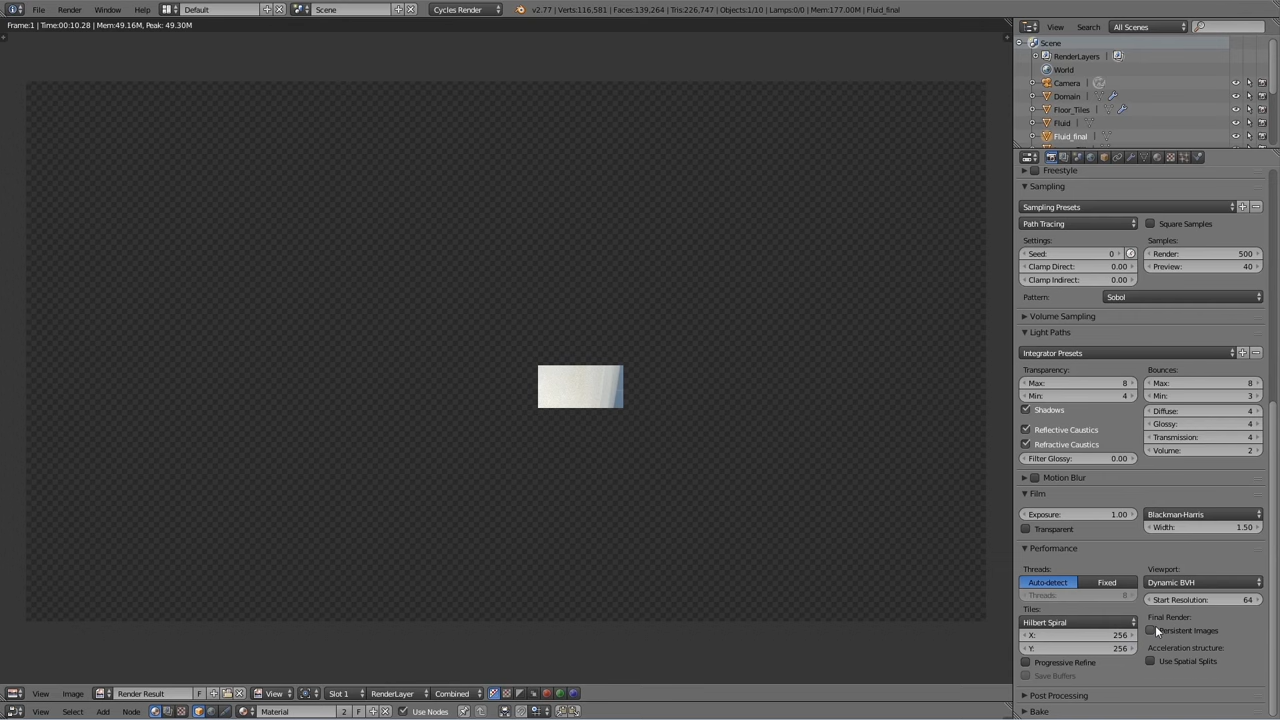 File Render Window Help Default Scene Cycles Render v2.77 | Verts:116,581 | Faces:139,264 | Tris:226,747 | Objects:1/10 | Lamps:0/0 | Mem:177.00M | Fluid_final
Frame:1 | Time:00:10.28 | Mem:49.16M, Peak: 49.30M
View Search All Scenes
Scene
RenderLayers
World
Camera
Domain
Floor_Tiles
Fluid
Fluid_final
Freestyle
Sampling
Sampling Presets
Path Tracing Square Samples
Settings: Samples:
Seed: 0 Render: 500
Clamp Direct: 0.00 Preview: 40
Clamp Indirect: 0.00
Pattern: Sobol
Volume Sampling
Light Paths
Integrator Presets
Transparency: Bounces:
Max: 8 Max: 8
Min: 4 Min: 3
Shadows Diffuse: 4
Glossy: 4
Reflective Caustics
Transmission: 4
Refractive Caustics
Volume: 2
Filter Glossy: 0.00
Motion Blur
Film
Exposure: 1.00 Blackman-Harris
Transparent Width: 1.50
Performance
Threads: Viewport:
Auto-detect Fixed Dynamic BVH
Threads: 8 Start Resolution: 64
Tiles: Final Render:
Hilbert Spiral Persistent Images
X: 256
Y: 256 Acceleration structure:
Progressive Refine Use Spatial Splits
Save Buffers
Post Processing
Bake
View Image Render Result F View Slot 1 RenderLayer Combined
View Select Add Node Material 2 F Use Nodes